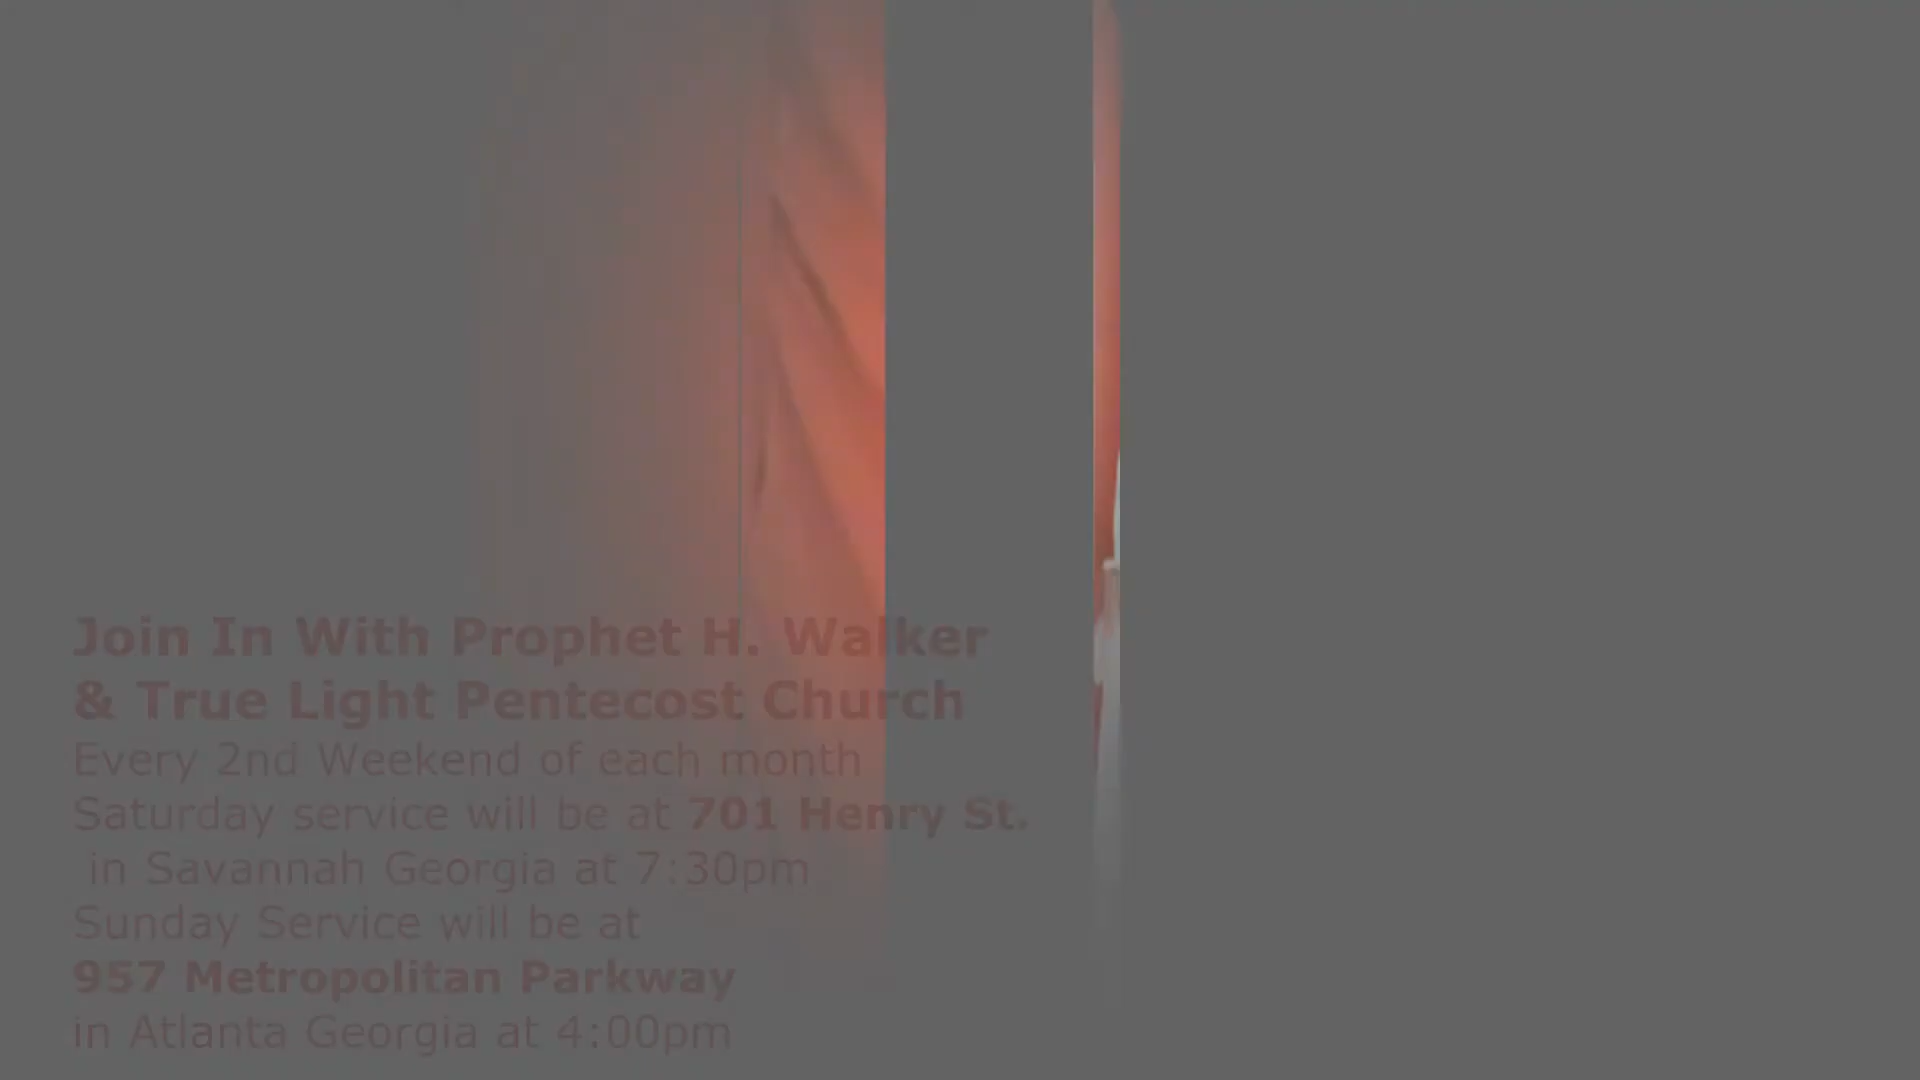 Join In With Prophet H. Walker
& True Light Pentecost Church
Every 2nd Weekend of each month
Saturday service will be at 701 Henry St.
in Savannah Georgia at 7:30pm
Sunday Service will be at
957 Metropolitan Parkway
in Atlanta Georgia at 4:00pm